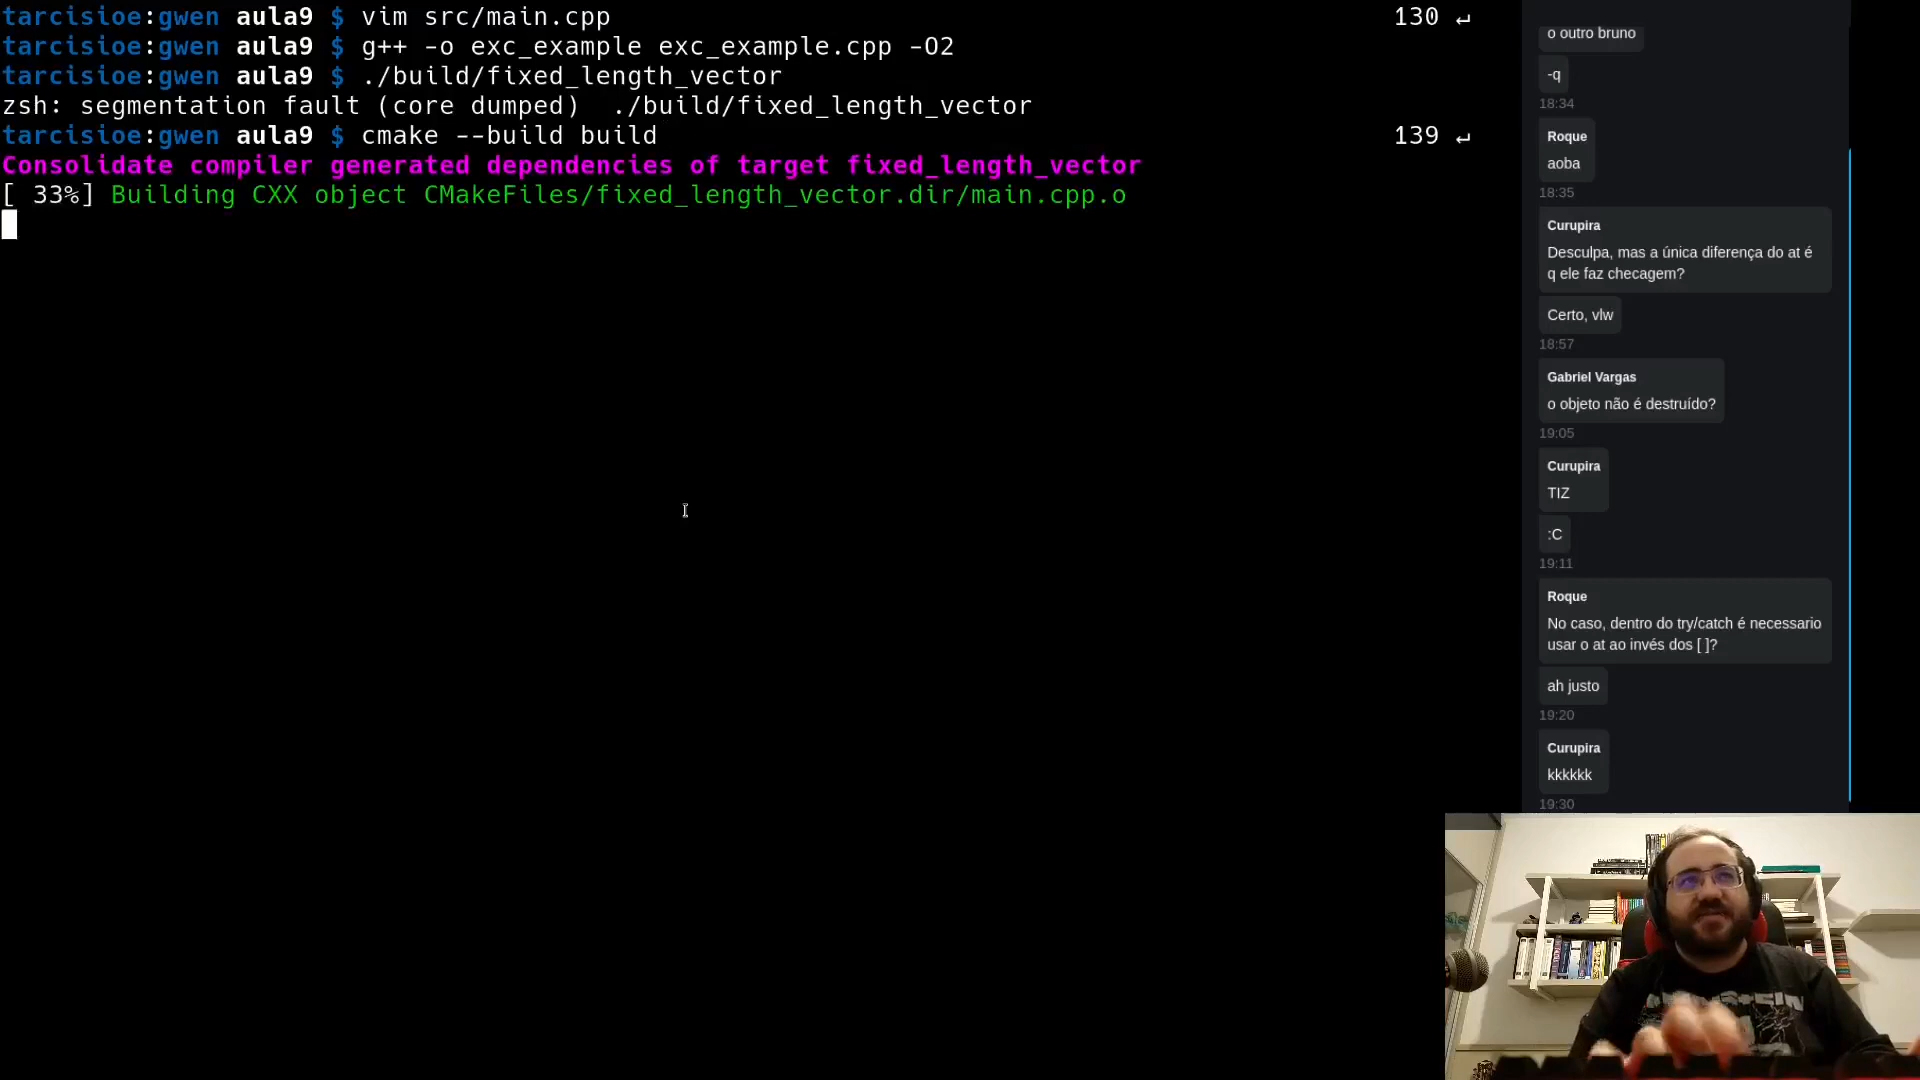 tarcisioe:gwen aula9 $ vim src/main.cpp 130 ↵
tarcisioe:gwen aula9 $ g++ -o exc_example exc_example.cpp -O2
tarcisioe:gwen aula9 $ ./build/fixed_length_vector
zsh: segmentation fault (core dumped)  ./build/fixed_length_vector
tarcisioe:gwen aula9 $ cmake --build build 139 ↵
Consolidate compiler generated dependencies of target fixed_length_vector
[ 33%] Building CXX object CMakeFiles/fixed_length_vector.dir/main.cpp.o
o outro bruno
-q
18:34
Roque
aoba
18:35
Curupira
Desculpa, mas a única diferença do at é
q ele faz checagem?
Certo, vlw
18:57
Gabriel Vargas
o objeto não é destruído?
19:05
Curupira
TIZ
:C
19:11
Roque
No caso, dentro do try/catch é necessario
usar o at ao invés dos [ ]?
ah justo
19:20
Curupira
kkkkkk
19:30